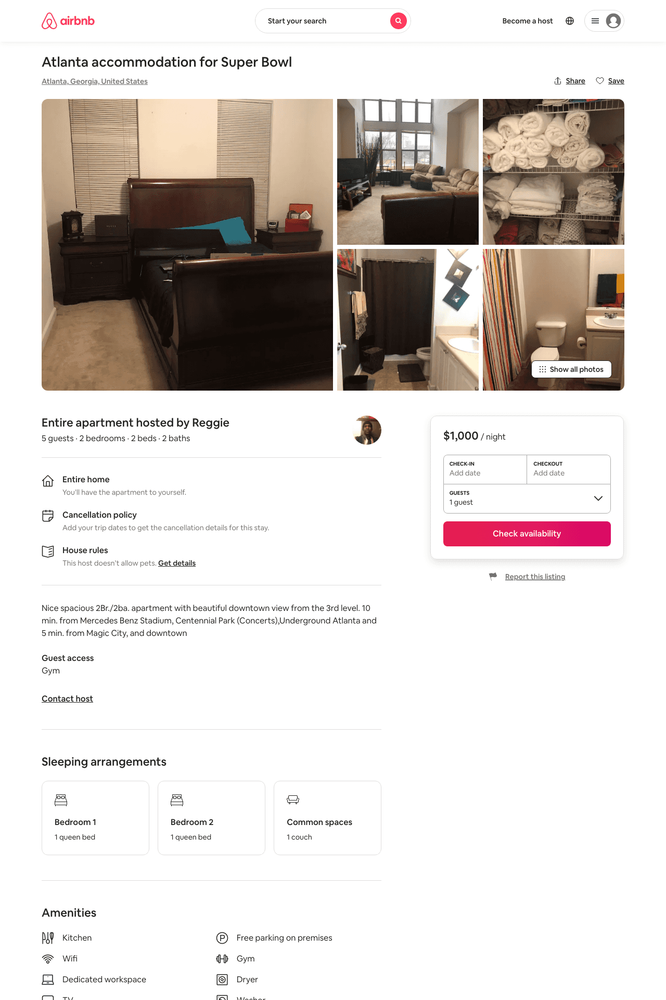 airbnb
Start your search
Become a host
Atlanta accommodation for Super Bowl
Atlanta, Georgia, United States
Share
Save
GUCCI
Show all photos
Entire apartment hosted by Reggie
5 guests · 2 bedrooms · 2 beds · 2 baths
$1,000 / night
CHECK-IN
Add date
CHECKOUT
Add date
GUESTS
1 guest
Check availability
Report this listing
Entire home
You’ll have the apartment to yourself.
Cancellation policy
Add your trip dates to get the cancellation details for this stay.
House rules
This host doesn’t allow pets. Get details
Nice spacious 2Br./2ba. apartment with beautiful downtown view from the 3rd level. 10
min. from Mercedes Benz Stadium, Centennial Park (Concerts),Underground Atlanta and
5 min. from Magic City, and downtown
Guest access
Gym
Contact host
Sleeping arrangements
Bedroom 1
1 queen bed
Bedroom 2
1 queen bed
Common spaces
1 couch
Amenities
Kitchen
Free parking on premises
Wifi
Gym
Dedicated workspace
Dryer
TV
Washer